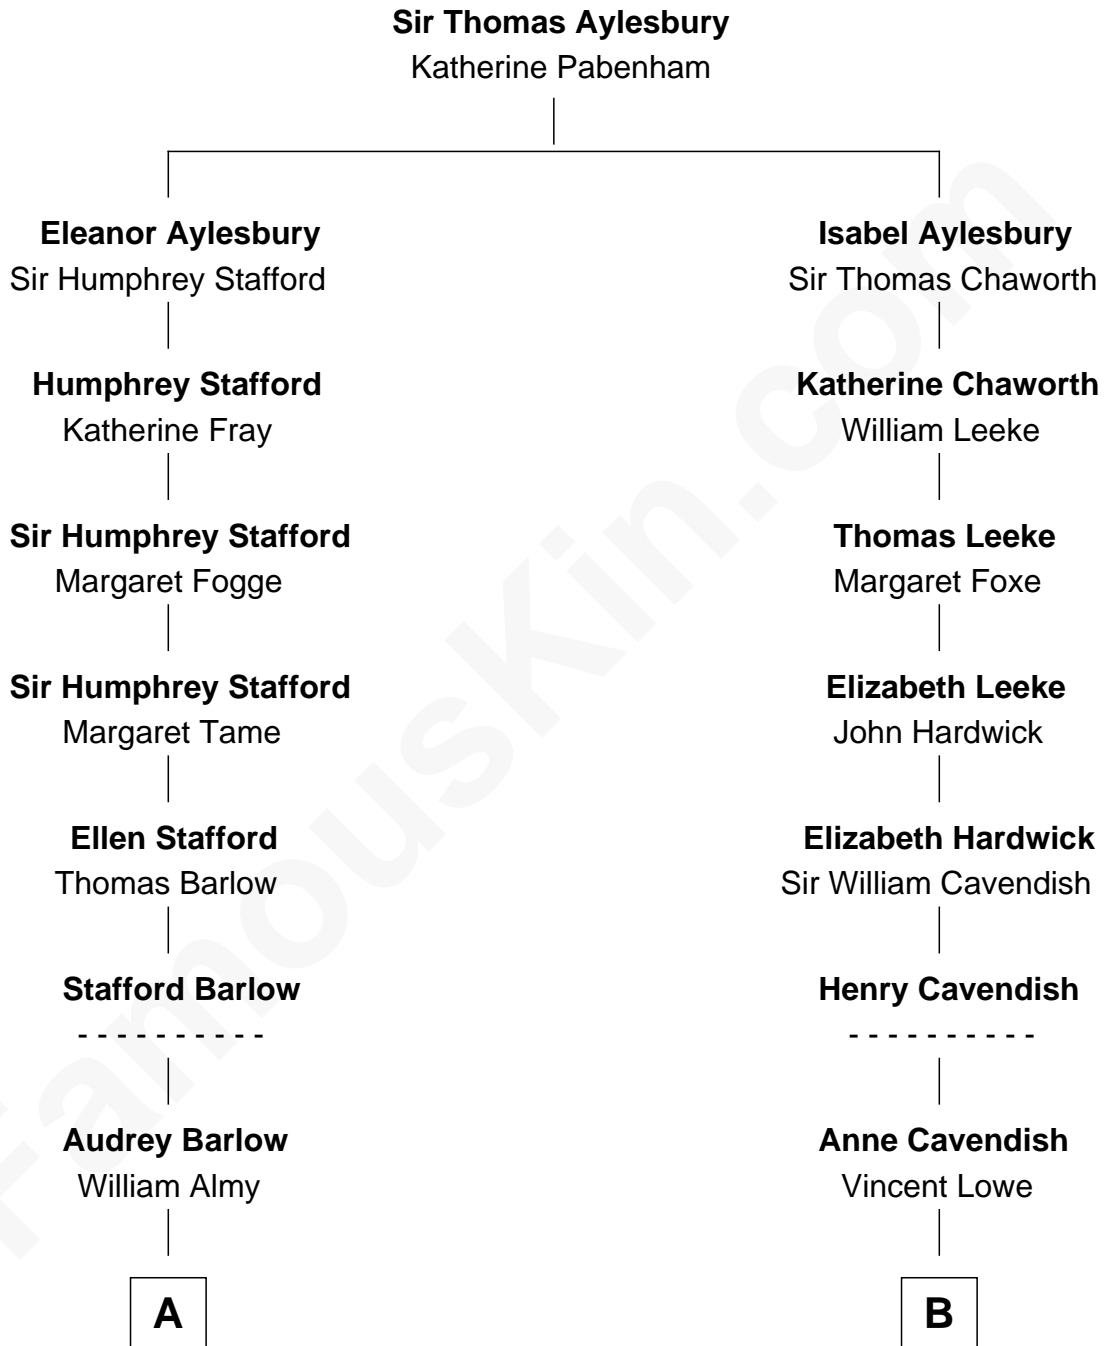 Sir Thomas Aylesbury
Katherine Pabenham
Eleanor Aylesbury
Sir Humphrey Stafford
Isabel Aylesbury
Sir Thomas Chaworth
Humphrey Stafford
Katherine Fray
Katherine Chaworth
William Leeke
Sir Humphrey Stafford
Margaret Fogge
Thomas Leeke
Margaret Foxe
Sir Humphrey Stafford
Margaret Tame
Elizabeth Leeke
John Hardwick
Ellen Stafford
Thomas Barlow
Elizabeth Hardwick
Sir William Cavendish
Stafford Barlow
- - - - - - - - - -
Henry Cavendish
- - - - - - - - - -
Audrey Barlow
William Almy
Anne Cavendish
Vincent Lowe
A
B
FamousKin.com